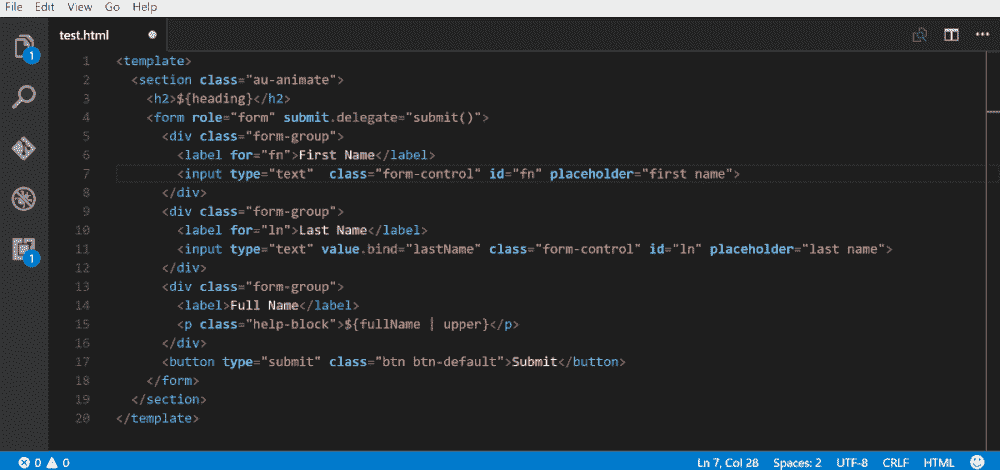 File Edit View Go Help
test.html
1 <template>
2 <section class="au-animate">
3 <h2>${heading}</h2>
4 <form role="form" submit.delegate="submit()">
5 <div class="form-group">
6 <label for="fn">First Name</label>
7 <input type="text"  class="form-control" id="fn" placeholder="first name">
8 </div>
9 <div class="form-group">
10 <label for="ln">Last Name</label>
11 <input type="text" value.bind="lastName" class="form-control" id="ln" placeholder="last name">
12 </div>
13 <div class="form-group">
14 <label>Full Name</label>
15 <p class="help-block">${fullName | upper}</p>
16 </div>
17 <button type="submit" class="btn btn-default">Submit</button>
18 </form>
19 </section>
20 </template>
1
1
0 0 Ln 7, Col 28 Spaces: 2 UTF-8 CRLF HTML